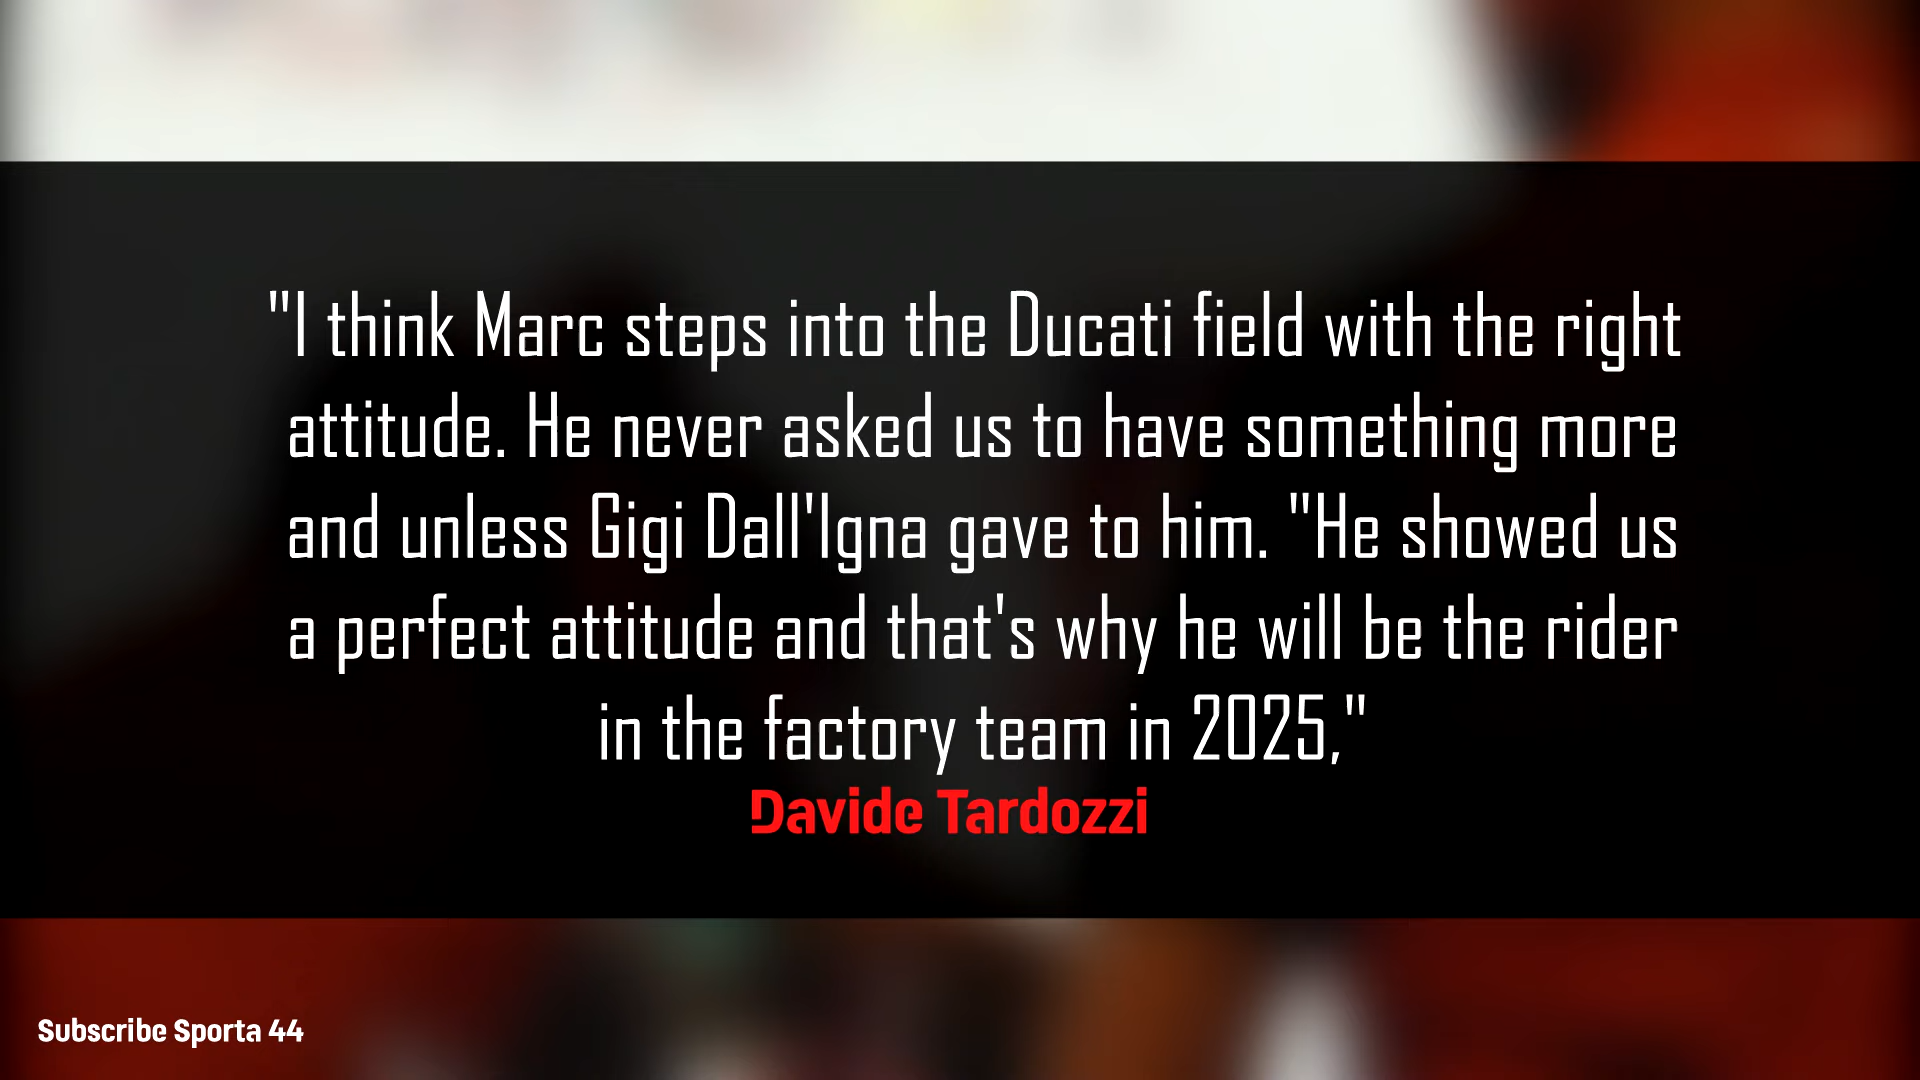 "I think Marc steps into the Ducati field with the right
attitude. He never asked us to have something more
and unless Gigi Dall'Igna gave to him. "He showed us
a perfect attitude and that's why he will be the rider
in the factory team in 2025,"
Davide Tardozzi
Subscribe Sporta 44